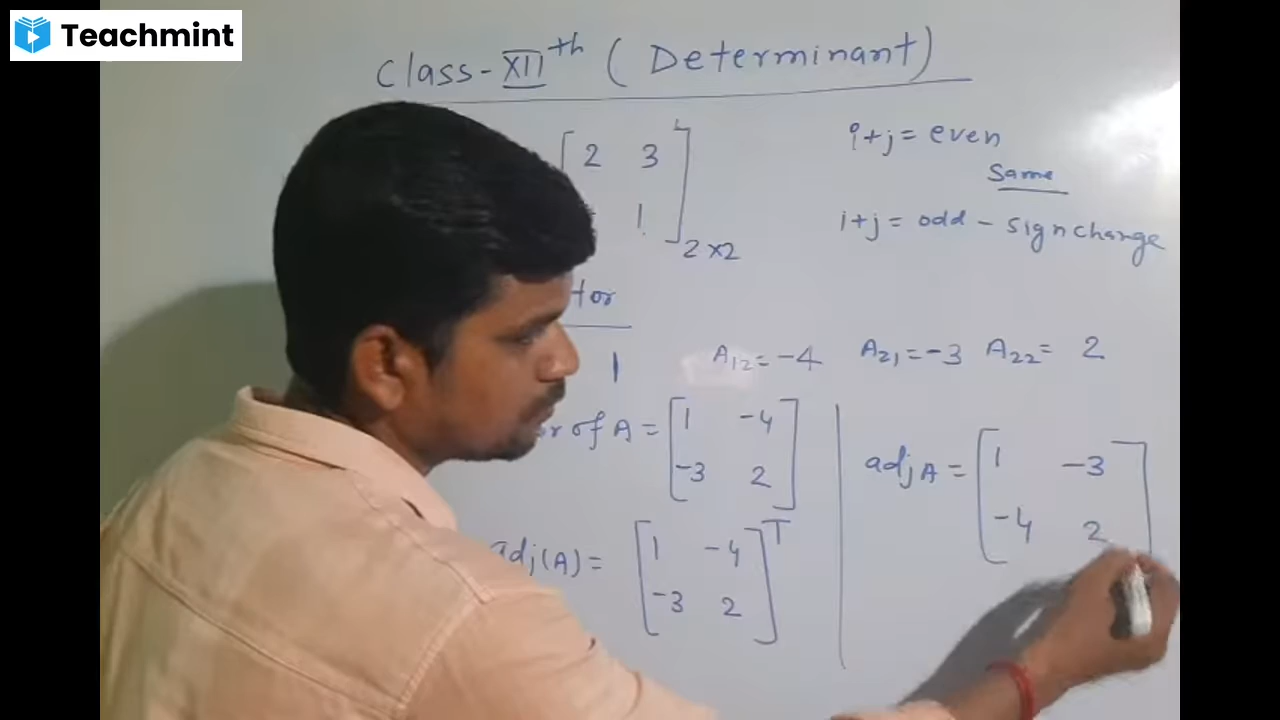 Teachmint
Class-XIIth (Determinant)
[2 3
1]2×2
i+j = even
Same
i+j = odd - sign change
1 A12=-4 A21=-3 A22= 2
of A = [1 -4
-3 2]
adj(A) = [1 -4
-3 2]T
adjA = [1 -3
-4 2]